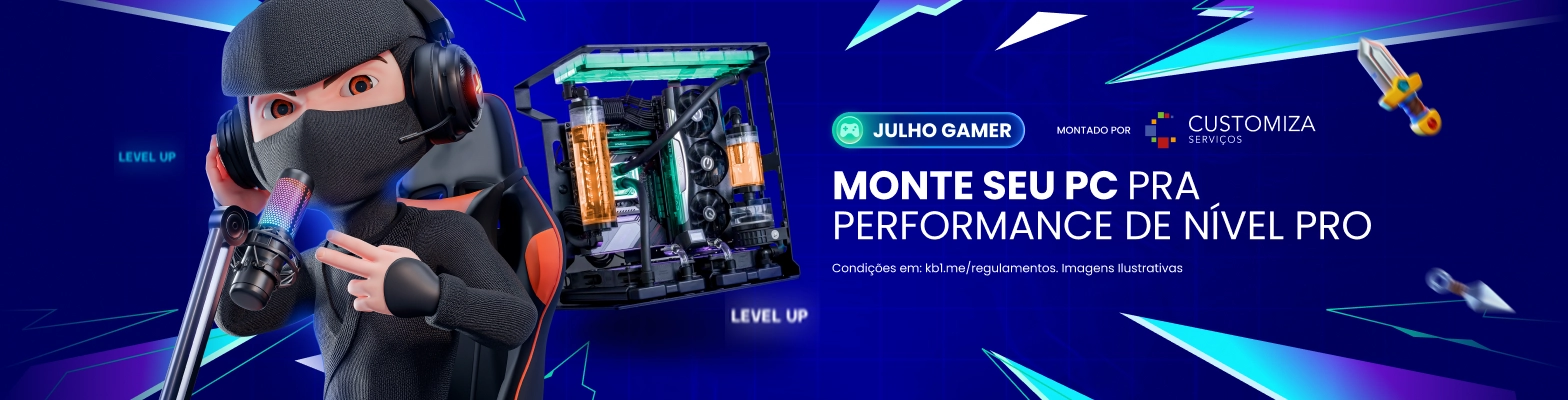 LEVEL UP
JULHO GAMER
MONTADO POR
CUSTOMIZA
SERVIÇOS
MONTE SEU PC PRA
PERFORMANCE DE NÍVEL PRO
Condições em: kb1.me/regulamentos. Imagens Ilustrativas
LEVEL UP